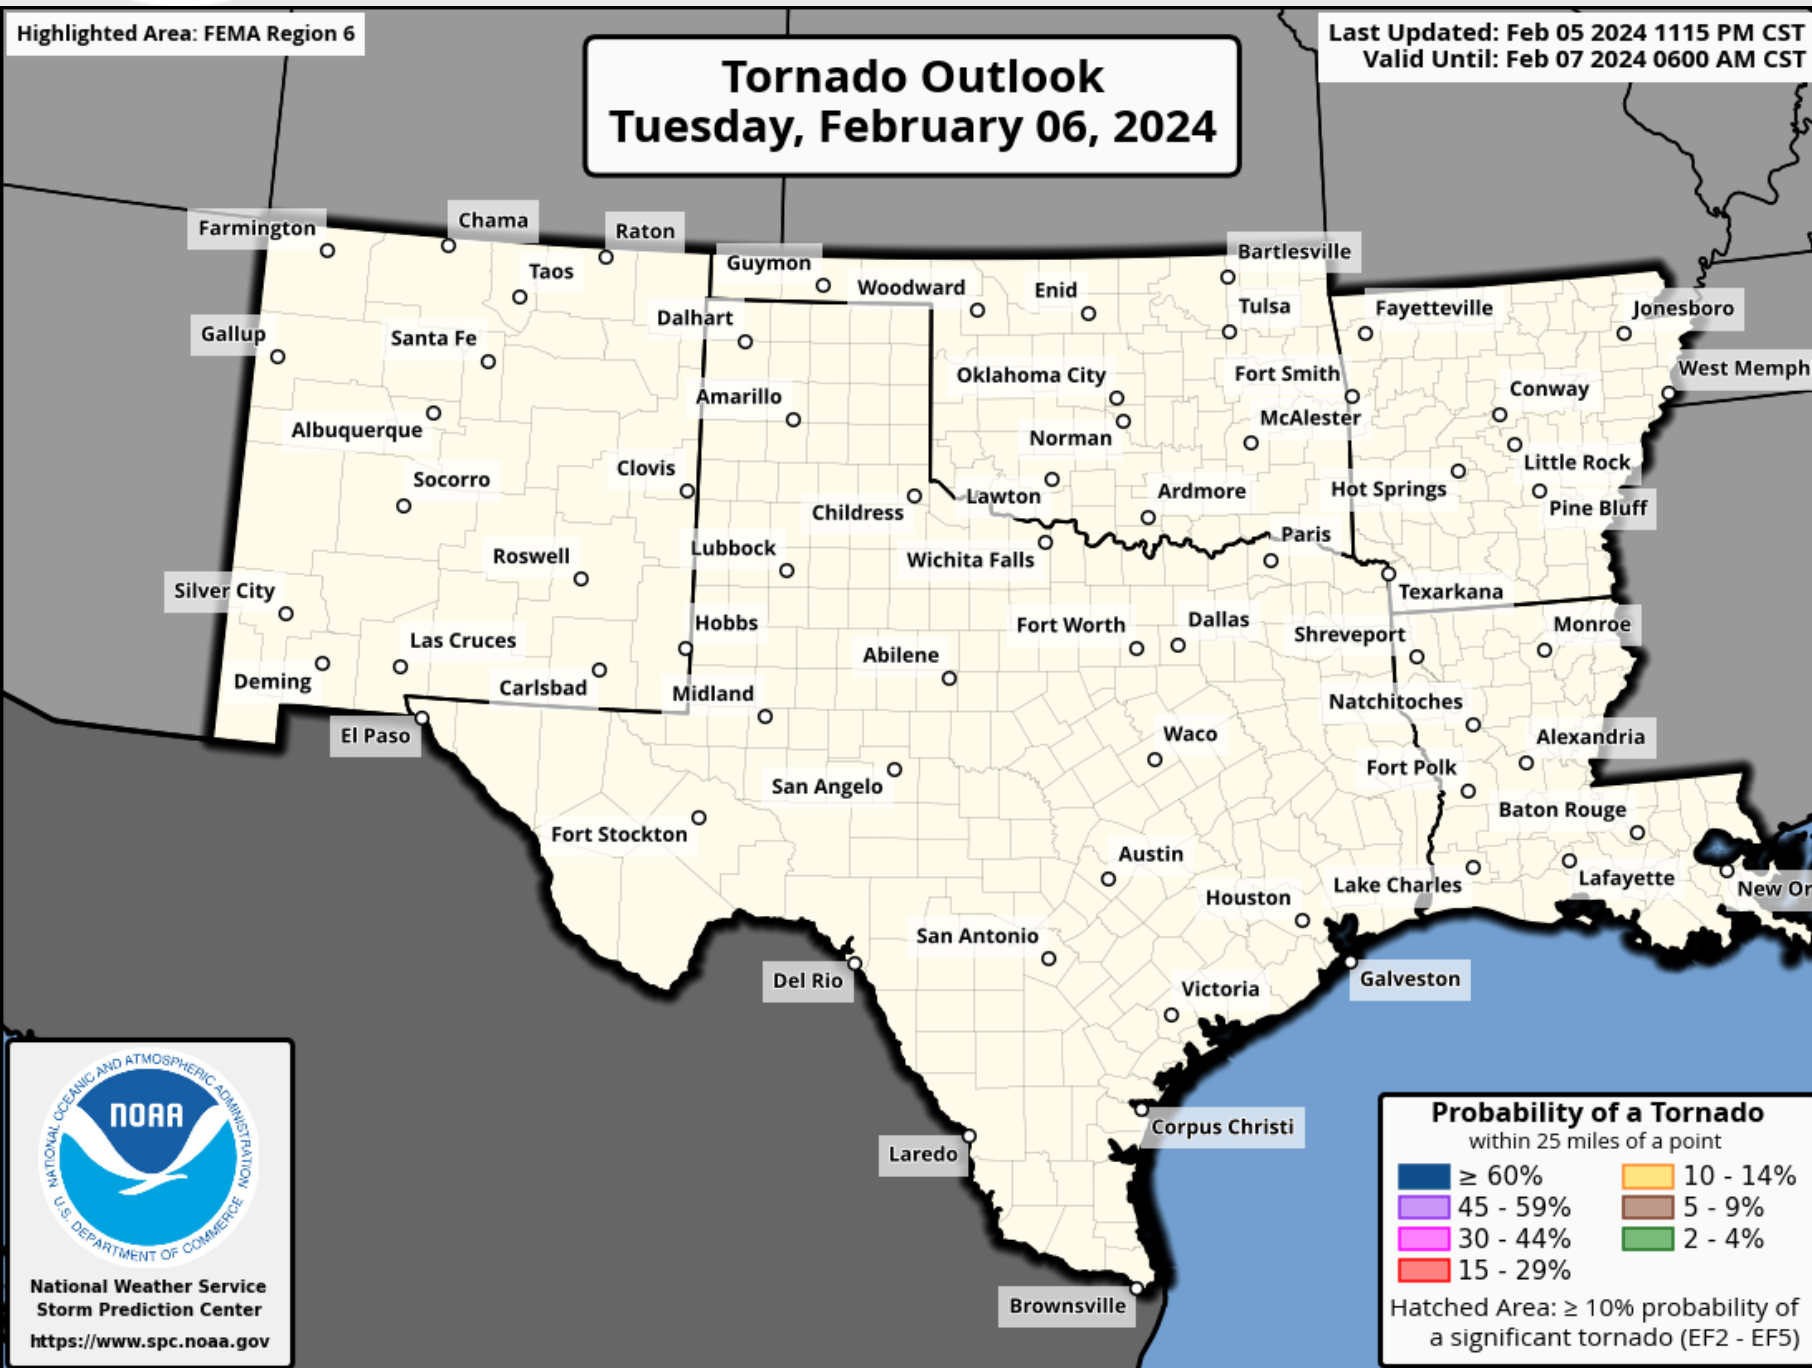 Highlighted Area: FEMA Region 6
Last Updated: Feb 05 2024 1115 PM CST
Valid Until: Feb 07 2024 0600 AM CST
Tornado Outlook
Tuesday, February 06, 2024
Farmington
Chama
Raton
Taos
Guymon
Woodward
Enid
Bartlesville
Tulsa
Fayetteville
Jonesboro
Gallup
Santa Fe
Dalhart
Oklahoma City
Fort Smith
West Memph
Conway
Amarillo
Albuquerque
Norman
McAlester
Little Rock
Socorro
Clovis
Childress
Lawton
Ardmore
Hot Springs
Pine Bluff
Roswell
Lubbock
Wichita Falls
Paris
Silver City
Texarkana
Las Cruces
Hobbs
Fort Worth
Dallas
Shreveport
Monroe
Deming
Carlsbad
Midland
Abilene
Natchitoches
El Paso
Waco
Alexandria
San Angelo
Fort Polk
Fort Stockton
Baton Rouge
Austin
Houston
Lake Charles
Lafayette
New Or
San Antonio
Del Rio
Victoria
Galveston
Corpus Christi
Laredo
Brownsville
NATIONAL OCEANIC AND ATMOSPHERIC ADMINISTRATION
NOAA
U.S. DEPARTMENT OF COMMERCE
National Weather Service
Storm Prediction Center
https://www.spc.noaa.gov
Probability of a Tornado
within 25 miles of a point
≥ 60%
45 - 59%
30 - 44%
15 - 29%
10 - 14%
5 - 9%
2 - 4%
Hatched Area: ≥ 10% probability of
a significant tornado (EF2 - EF5)